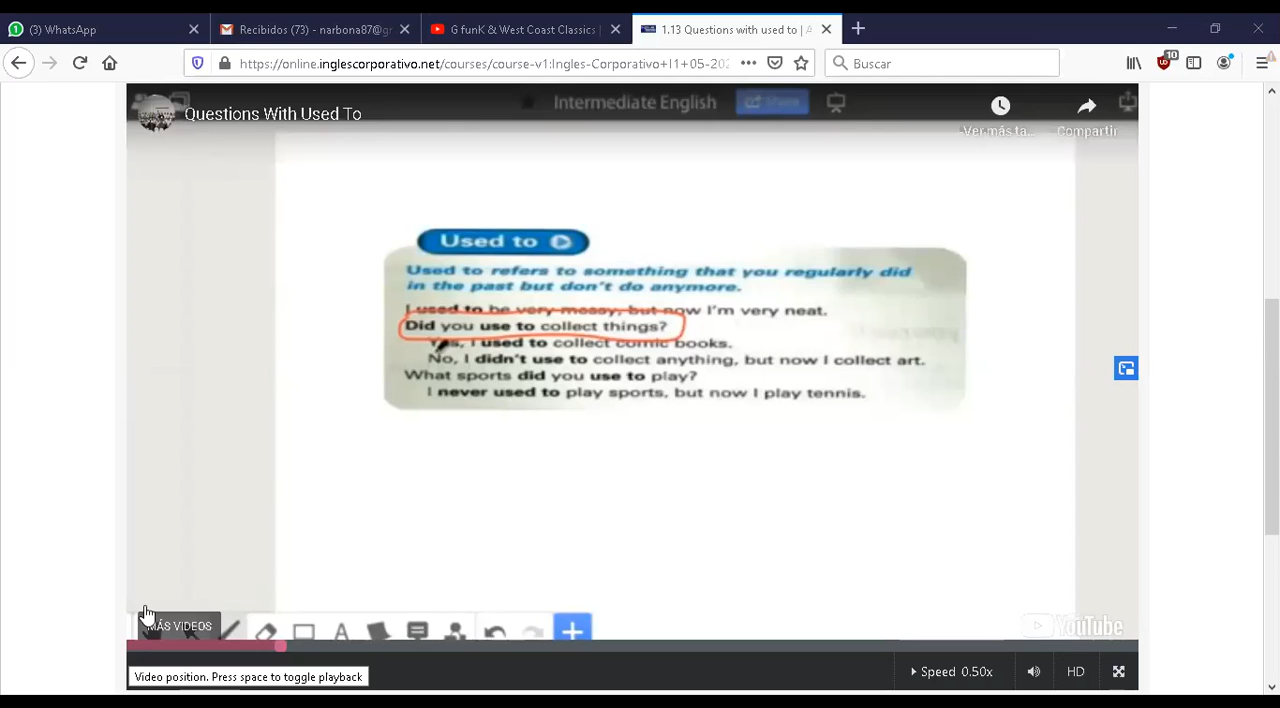 (3) WhatsApp
Recibidos (73) - narbona87@g
G funK & West Coast Classics |
1.13 Questions with used to |
https://online.inglescorporativo.net/courses/course-v1:Ingles-Corporativo+I1+05-202
Buscar
10
Intermediate English
Share
Questions With Used To
-Ver más ta...
Compartir
Used to
Used to refers to something that you regularly did
in the past but don't do anymore.
I used to be very messy, but now I'm very neat.
Did you use to collect things?
Yes, I used to collect comic books.
No, I didn't use to collect anything, but now I collect art.
What sports did you use to play?
I never used to play sports, but now I play tennis.
MÁS VIDEOS
YouTube
Video position. Press space to toggle playback
Speed 0.50x
HD